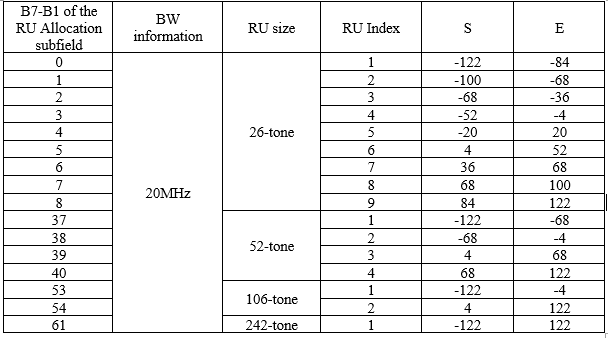 B7-B1 of the RU Allocation subfield | BW information | RU size | RU Index | S | E
0 | 20MHz | 26-tone | 1 | -122 | -84
1 | 2 | -100 | -68
2 | 3 | -68 | -36
3 | 4 | -52 | -4
4 | 5 | -20 | 20
5 | 6 | 4 | 52
6 | 7 | 36 | 68
7 | 8 | 68 | 100
8 | 9 | 84 | 122
37 | 52-tone | 1 | -122 | -68
38 | 2 | -68 | -4
39 | 3 | 4 | 68
40 | 4 | 68 | 122
53 | 106-tone | 1 | -122 | -4
54 | 2 | 4 | 122
61 | 242-tone | 1 | -122 | 122